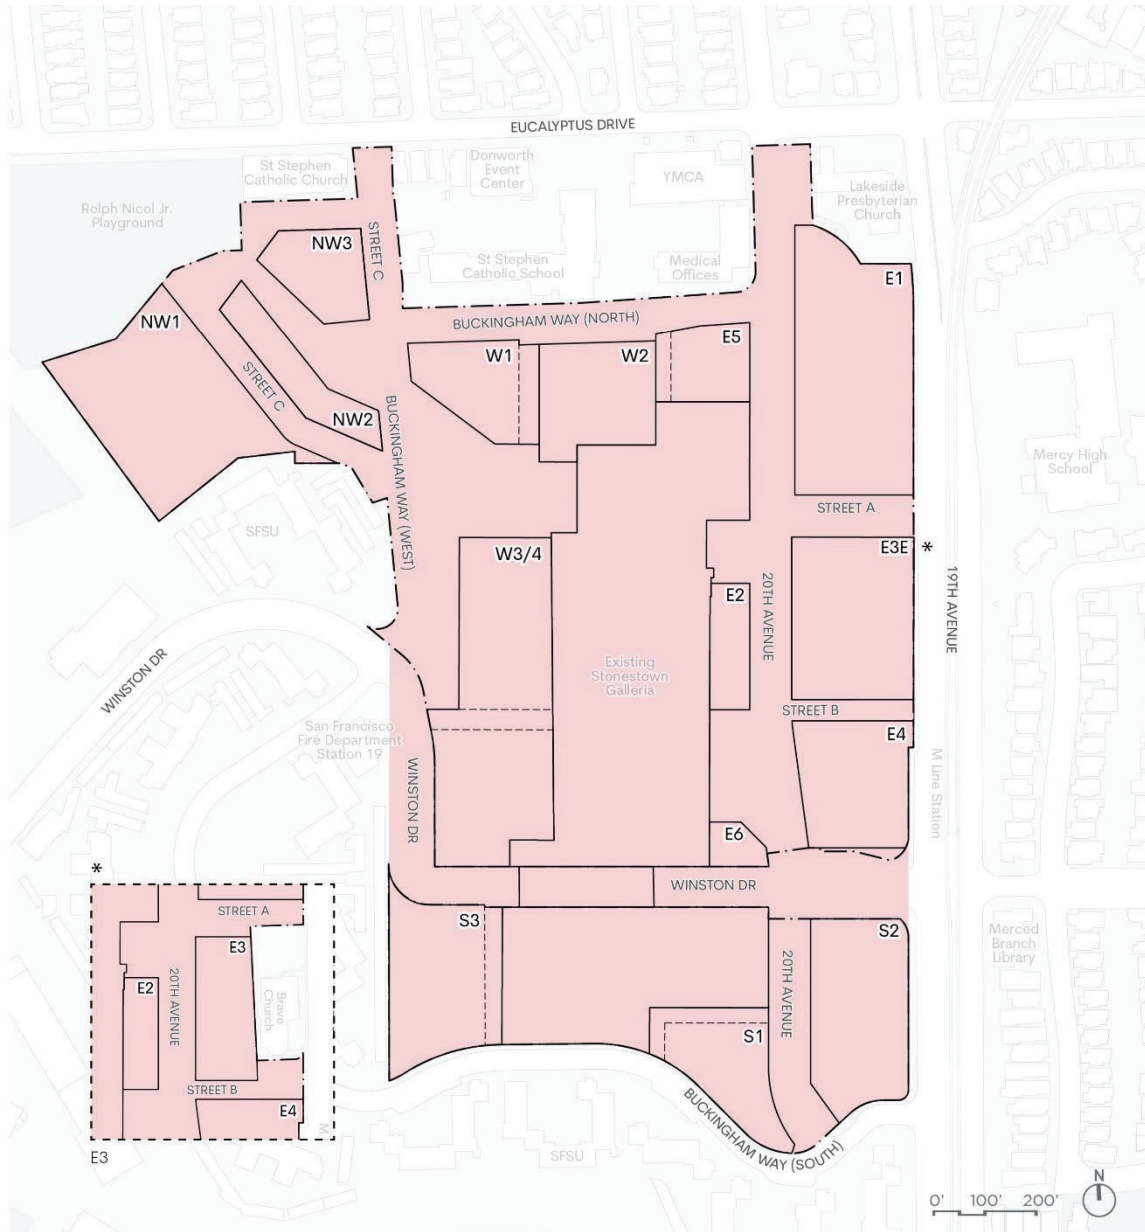 EUCALYPTUS DRIVE
St Stephen
Catholic Church
Donworth
Event
Center
YMCA
Lakeside
Presbyterian
Church
Rolph Nicol Jr.
Playground
NW3
STREET C
St Stephen
Catholic School
Medical
Offices
E1
NW1
BUCKINGHAM WAY (NORTH)
W1
W2
E5
STREET C
NW2
BUCKINGHAM WAY (WEST)
Mercy High
School
SFSU
STREET A
W3/4
E3E
*
19TH AVENUE
E2
20TH AVENUE
WINSTON DR
Existing
Stonestown
Galleria
STREET B
San Francisco
Fire Department
Station 19
E4
M Line Station
WINSTON DR
E6
*
WINSTON DR
STREET A
S3
S2
E3
20TH AVENUE
Merced
Branch
Library
E2
20TH AVENUE
Brave
Church
S1
STREET B
E4
M
BUCKINGHAM WAY (SOUTH)
E3
SFSU
N
0' 100' 200'